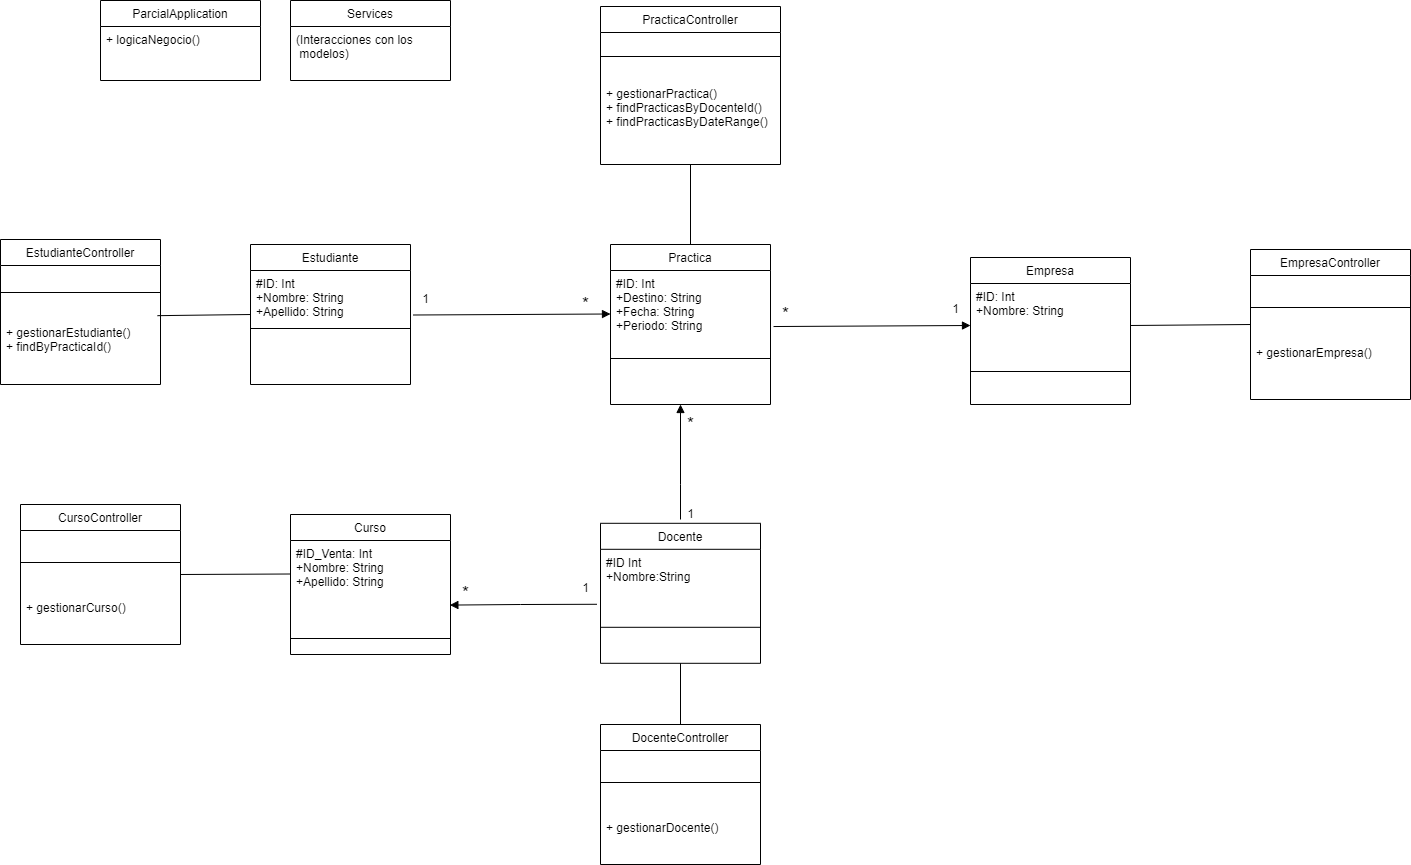 ParcialApplication
+ logicaNegocio()
Services
(Interacciones con los
modelos)
PracticaController
+ gestionarPractica()
+ findPracticasByDocenteId()
+ findPracticasByDateRange()
EstudianteController
+ gestionarEstudiante()
+ findByPracticaId()
Estudiante
#ID: Int
+Nombre: String
+Apellido: String
1
*
Practica
#ID: Int
+Destino: String
+Fecha: String
+Periodo: String
*
1
Empresa
#ID: Int
+Nombre: String
EmpresaController
+ gestionarEmpresa()
*
1
CursoController
+ gestionarCurso()
Curso
#ID_Venta: Int
+Nombre: String
+Apellido: String
*
1
Docente
#ID Int
+Nombre:String
DocenteController
+ gestionarDocente()